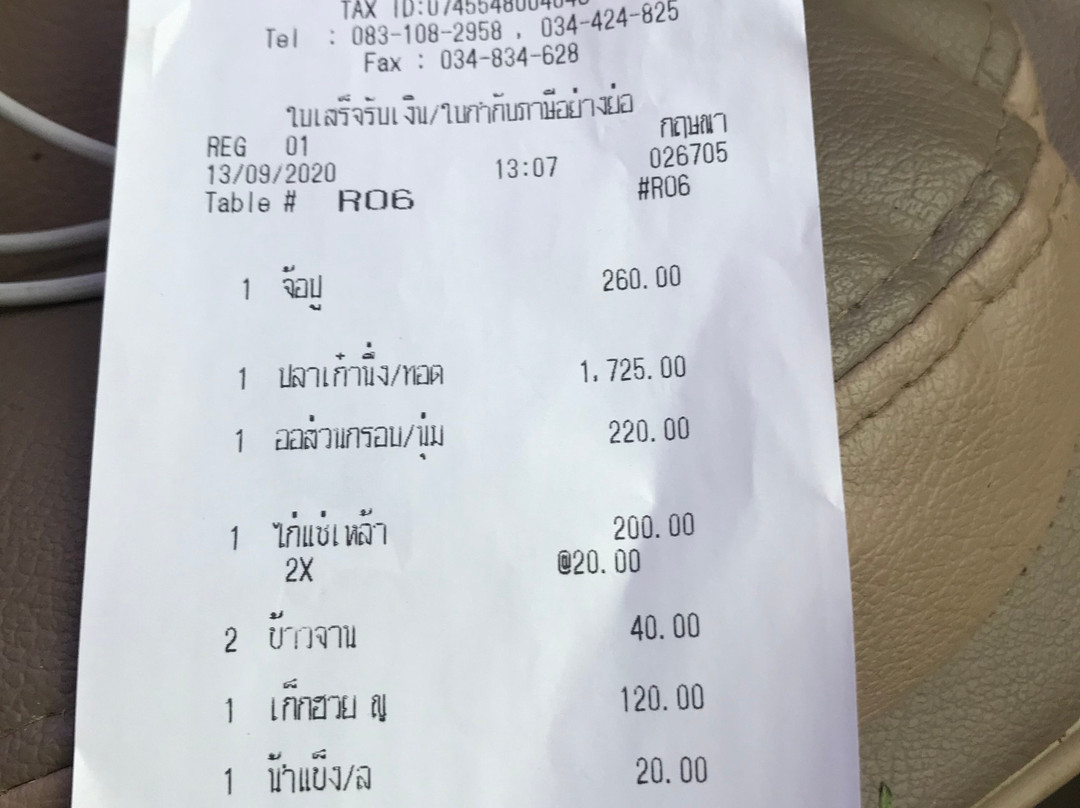 TAX ID:0745548004646
Tel : 083-108-2958 , 034-424-825
Fax : 034-834-628
ใบเสร็จรับเงิน/ใบกำกับภาษีอย่างย่อ
REG 01 กฤษณา
13/09/2020 13:07 026705
Table # R06 #R06
1 จ้อปู 260.00
1 ปลาเก๋านึ่ง/ทอด 1,725.00
1 ออส่วนกรอบ/นุ่ม 220.00
1 ไก่แช่เหล้า 200.00
2X @20.00
2 ข้าวจาน 40.00
1 เก็กฮวย ญ 120.00
1 น้ำแข็ง/ล 20.00